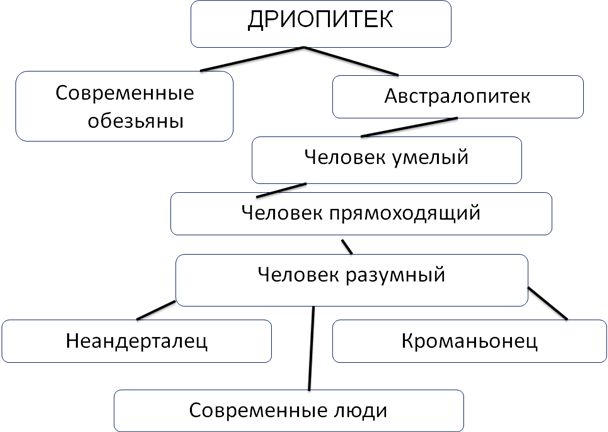 ДРИОПИТЕК
Современные
обезьяны
Австралопитек
Человек умелый
Человек прямоходящий
Человек разумный
Неандерталец
Кроманьонец
Современные люди